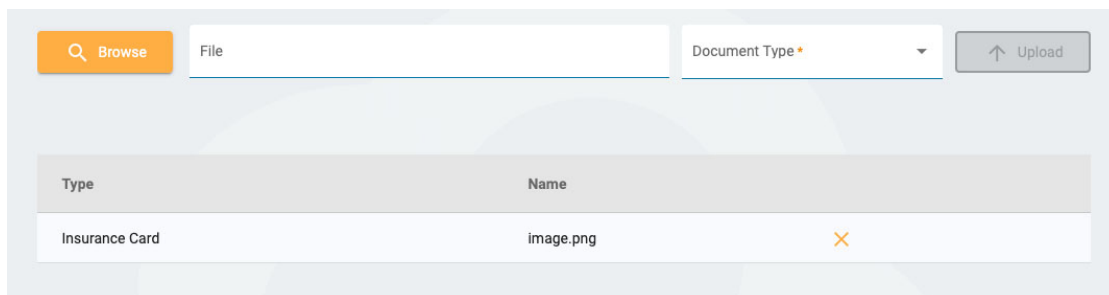 Browse File Document Type * Upload
Type Name
Insurance Card image.png